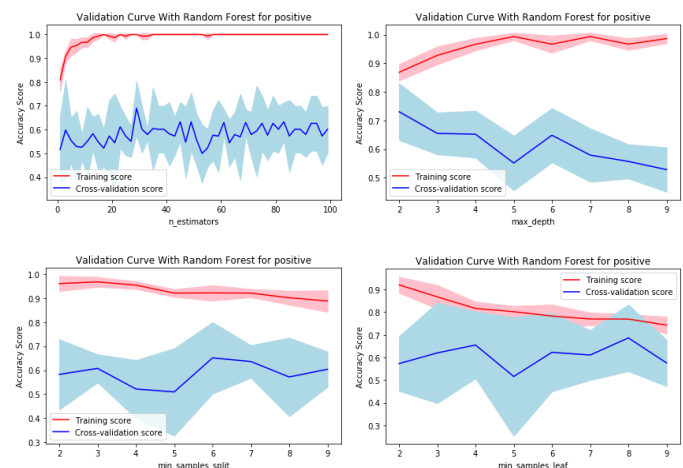 Validation Curve With Random Forest for positive
Accuracy Score
1.0
0.9
0.8
0.7
0.6
0.5
0.4
Training score
Cross-validation score
0 20 40 60 80 100
n_estimators
Validation Curve With Random Forest for positive
Accuracy Score
1.0
0.9
0.8
0.7
0.6
0.5
Training score
Cross-validation score
2 3 4 5 6 7 8 9
max_depth
Validation Curve With Random Forest for positive
Accuracy Score
1.0
0.9
0.8
0.7
0.6
0.5
0.4
0.3
Training score
Cross-validation score
2 3 4 5 6 7 8 9
min_samples_split
Validation Curve With Random Forest for positive
Accuracy Score
0.9
0.8
0.7
0.6
0.5
0.4
0.3
Training score
Cross-validation score
2 3 4 5 6 7 8 9
min_samples_leaf